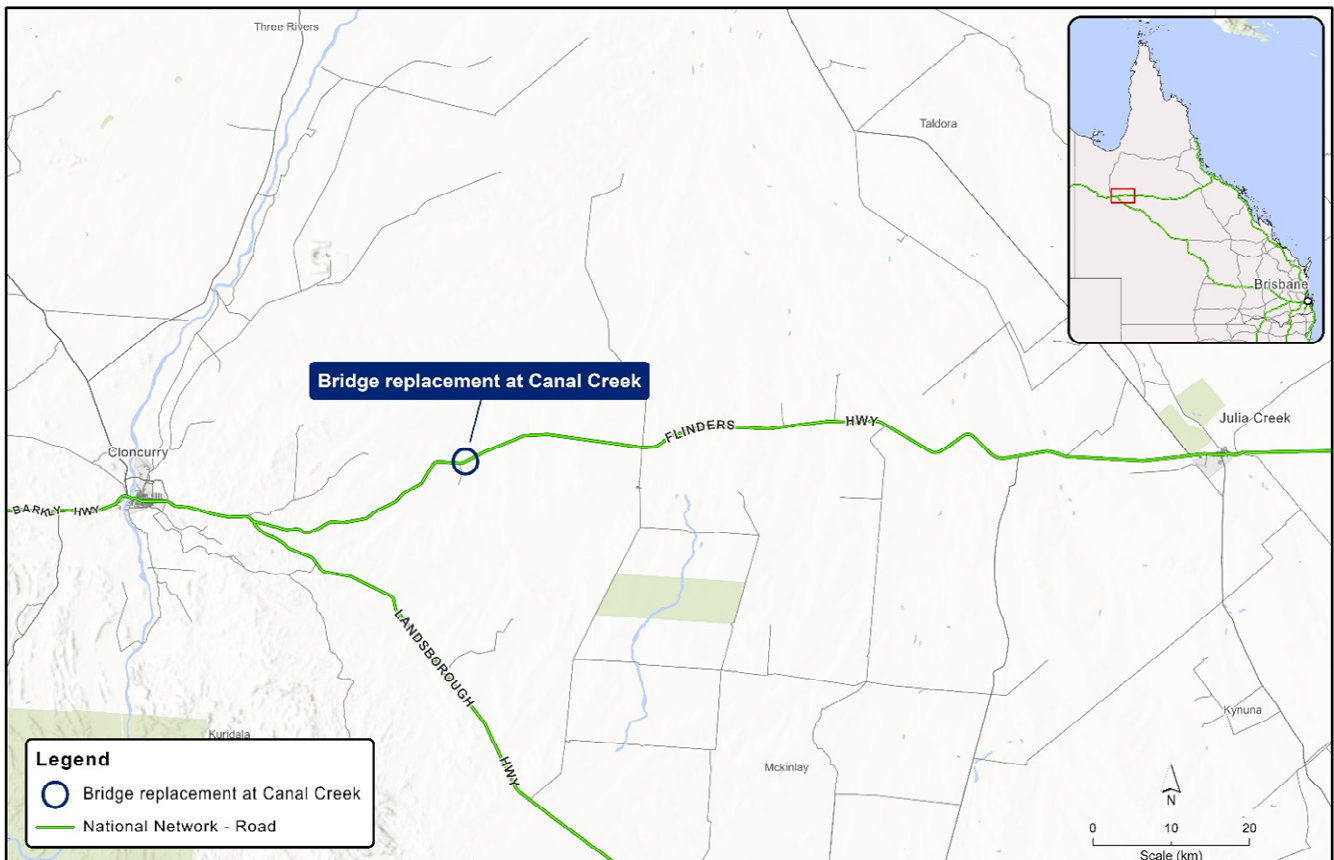 Three Rivers
Taldora
Brisbane
Bridge replacement at Canal Creek
Julia Creek
FLINDERS HWY
Cloncurry
BARKLY HWY
LANDSBOROUGH HWY
Kynuna
Kuridala
Mckinlay
Legend
Bridge replacement at Canal Creek
National Network - Road
N
0 10 20
Scale (km)